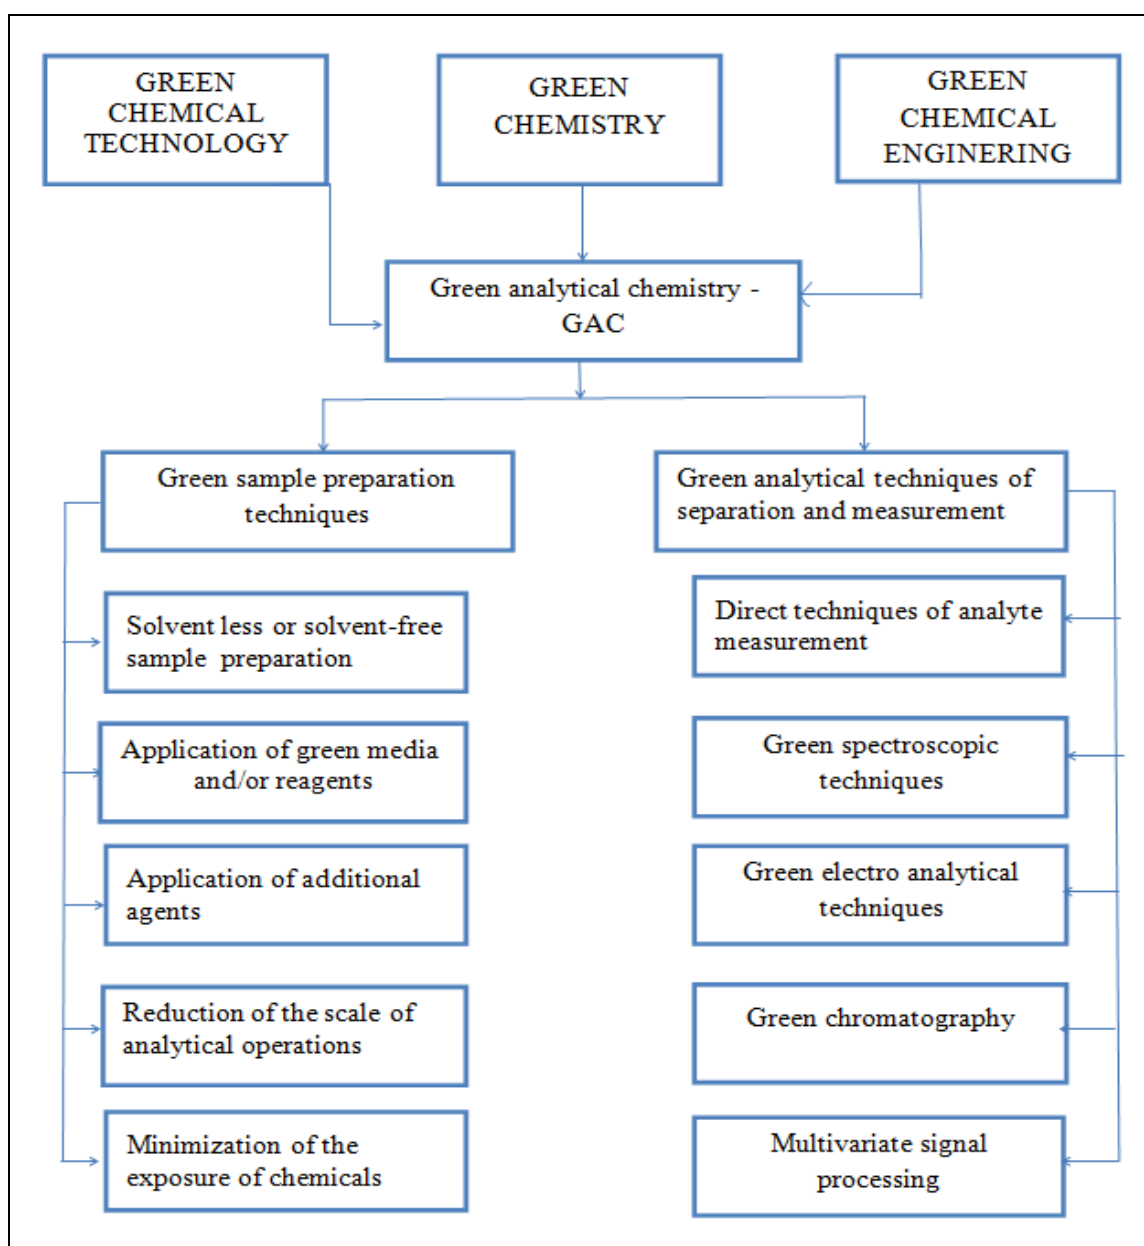 GREEN
CHEMICAL
TECHNOLOGY
GREEN
CHEMISTRY
GREEN
CHEMICAL
ENGINERING
Green analytical chemistry -
GAC
Green sample preparation
techniques
Green analytical techniques of
separation and measurement
Solvent less or solvent-free
sample preparation
Direct techniques of analyte
measurement
Application of green media
and/or reagents
Green spectroscopic
techniques
Application of additional
agents
Green electro analytical
techniques
Reduction of the scale of
analytical operations
Green chromatography
Minimization of the
exposure of chemicals
Multivariate signal
processing